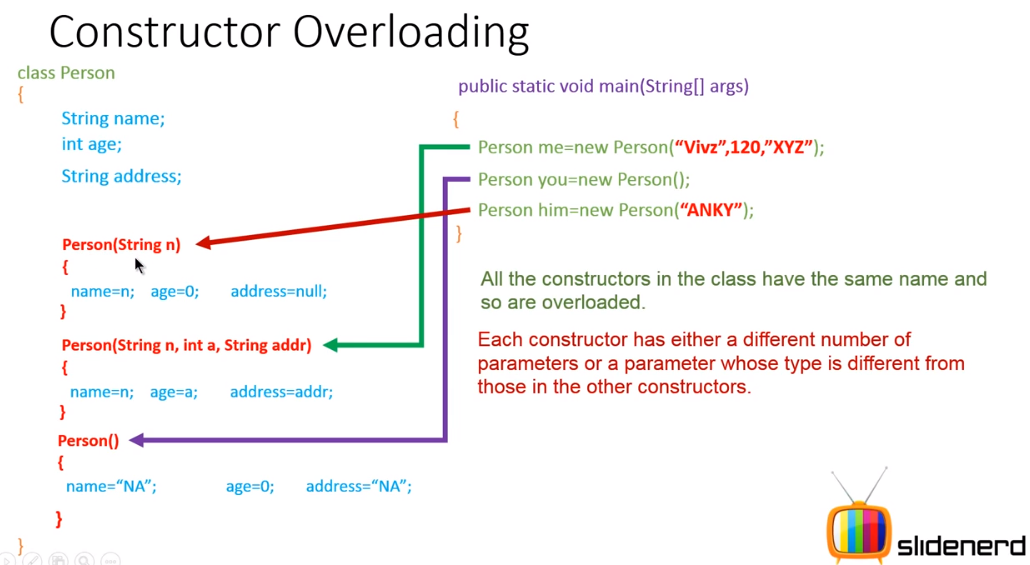 Constructor Overloading
class Person
{
String name;
int age;
String address;
Person(String n)
{
name=n; age=0; address=null;
}
Person(String n, int a, String addr)
{
name=n; age=a; address=addr;
}
Person()
{
name=“NA”; age=0; address=“NA”;
}
}
public static void main(String[] args)
{
Person me=new Person(“Vivz”,120,”XYZ”);
Person you=new Person();
Person him=new Person(“ANKY”);
}
All the constructors in the class have the same name and
so are overloaded.
Each constructor has either a different number of
parameters or a parameter whose type is different from
those in the other constructors.
slidenerd